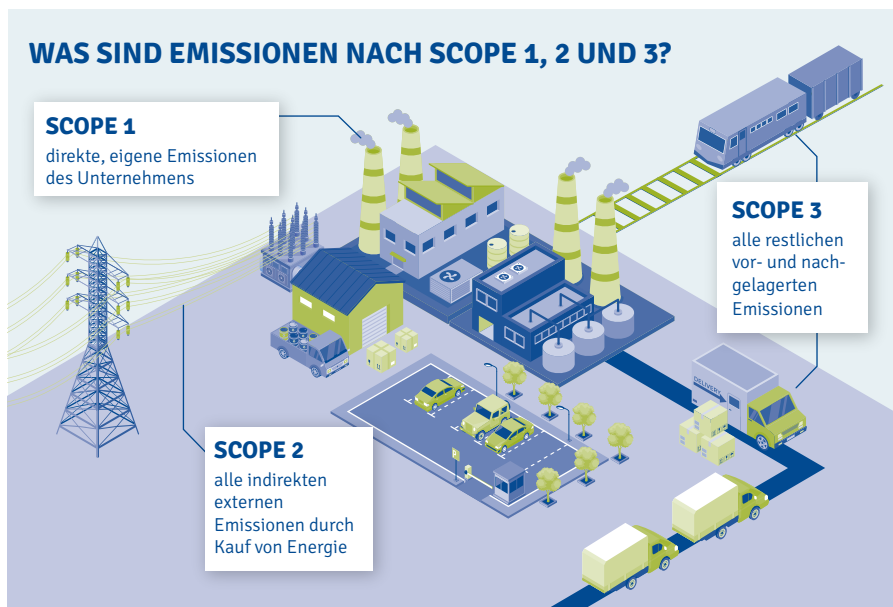 WAS SIND EMISSIONEN NACH SCOPE 1, 2 UND 3?
SCOPE 1
direkte, eigene Emissionen
des Unternehmens
SCOPE 3
alle restlichen
vor- und nach-
gelagerten
Emissionen
DELIVERY
SCOPE 2
alle indirekten
externen
Emissionen durch
Kauf von Energie